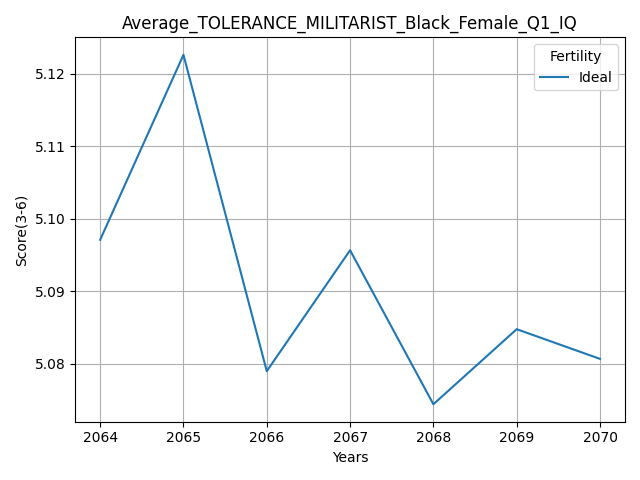 Average_TOLERANCE_MILITARIST_Black_Female_Q1_IQ
Fertility
Ideal
5.12
5.11
5.10
5.09
5.08
Score(3-6)
2064 2065 2066 2067 2068 2069 2070
Years